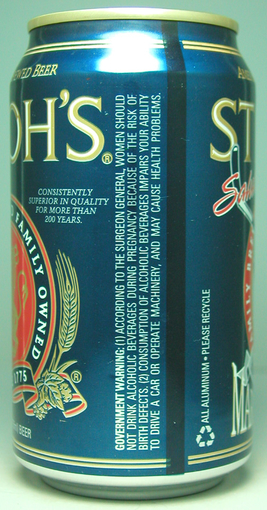 BEER
OH'S®
CONSISTENTLY
SUPERIOR IN QUALITY
FOR MORE THAN
200 YEARS.
FAMILY OWNED
1775
®
BEER
GOVERNMENT WARNING: (1) ACCORDING TO THE SURGEON GENERAL, WOMEN SHOULD
NOT DRINK ALCOHOLIC BEVERAGES DURING PREGNANCY BECAUSE OF THE RISK OF
BIRTH DEFECTS. (2) CONSUMPTION OF ALCOHOLIC BEVERAGES IMPAIRS YOUR ABILITY
TO DRIVE A CAR OR OPERATE MACHINERY, AND MAY CAUSE HEALTH PROBLEMS.
ALL ALUMINUM • PLEASE RECYCLE
ST
MA